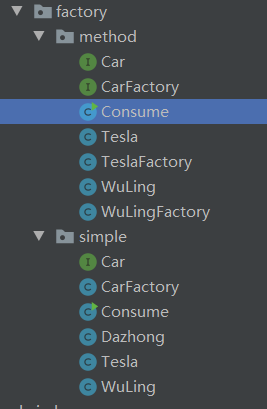 factory
method
I Car
I CarFactory
C Consume
C Tesla
C TeslaFactory
C WuLing
C WuLingFactory
simple
I Car
C CarFactory
C Consume
C Dazhong
C Tesla
C WuLing